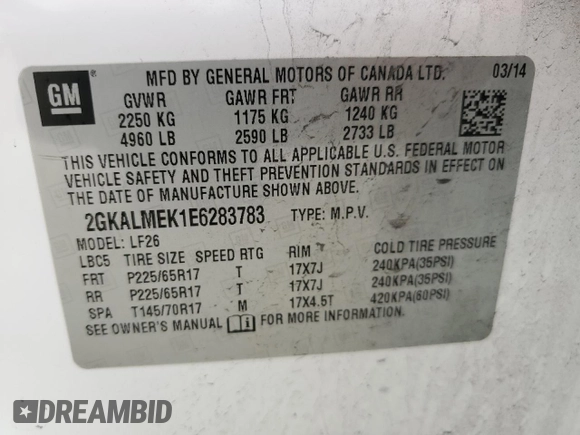 GM ® MFD BY GENERAL MOTORS OF CANADA LTD. 03/14
GVWR GAWR FRT GAWR RR
2250 KG 1175 KG 1240 KG
4960 LB 2590 LB 2733 LB
THIS VEHICLE CONFORMS TO ALL APPLICABLE U.S. FEDERAL MOTOR
VEHICLE SAFETY AND THEFT PREVENTION STANDARDS IN EFFECT ON
THE DATE OF MANUFACTURE SHOWN ABOVE.
2GKALMEK1E6283783 TYPE: M.P.V.
MODEL: LF26
LBC5 TIRE SIZE SPEED RTG RIM COLD TIRE PRESSURE
FRT P225/65R17 T 17X7J 240KPA(35PSI)
RR P225/65R17 T 17X7J 240KPA(35PSI)
SPA T145/70R17 M 17X4.5T 420KPA(60PSI)
SEE OWNER'S MANUAL FOR MORE INFORMATION.
DREAMBID